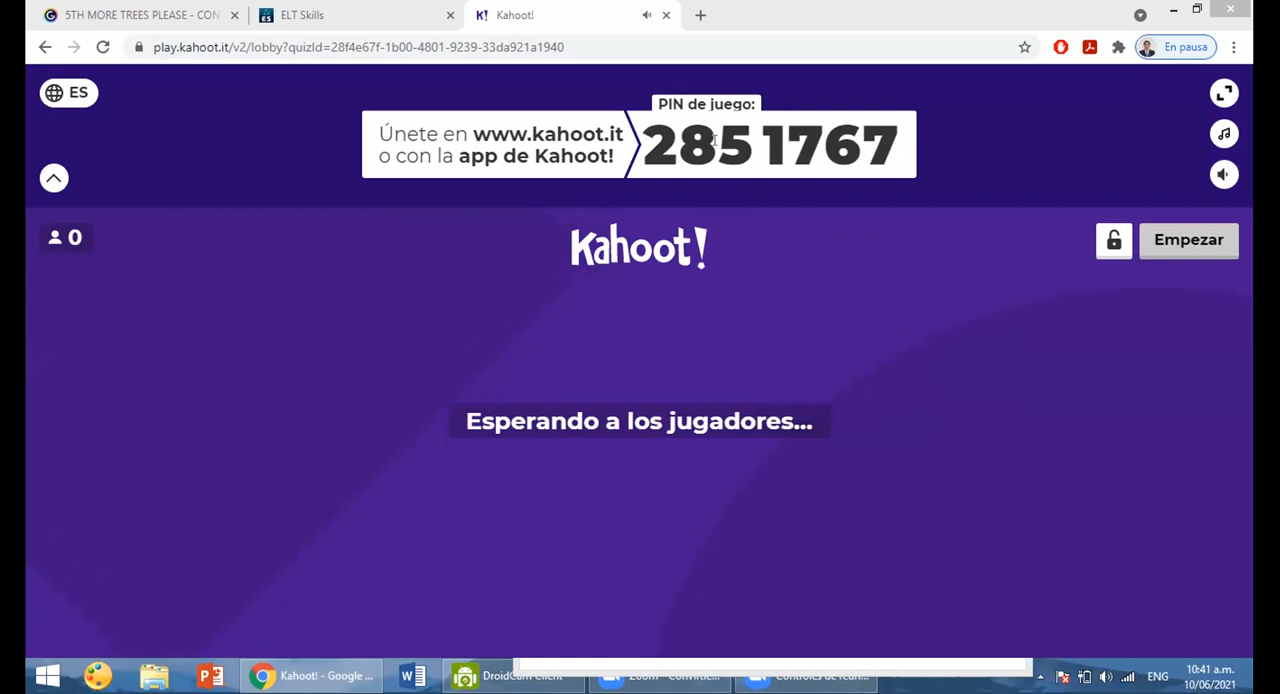 5TH MORE TREES PLEASE - CON
ELT Skills
K! Kahoot!
play.kahoot.it/v2/lobby?quizId=28f4e67f-1b00-4801-9239-33da921a1940
En pausa
ES
PIN de juego:
Únete en www.kahoot.it
o con la app de Kahoot!
285 1767
0
Kahoot!
Empezar
Esperando a los jugadores...
Kahoot! - Google ...
ENG
10:41 a.m.
10/06/2021